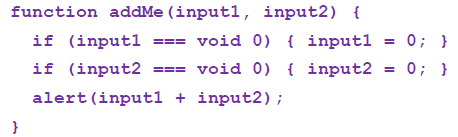 function addMe(input1, input2) {
if (input1 === void 0) { input1 = 0; }
if (input2 === void 0) { input2 = 0; }
alert(input1 + input2);
}